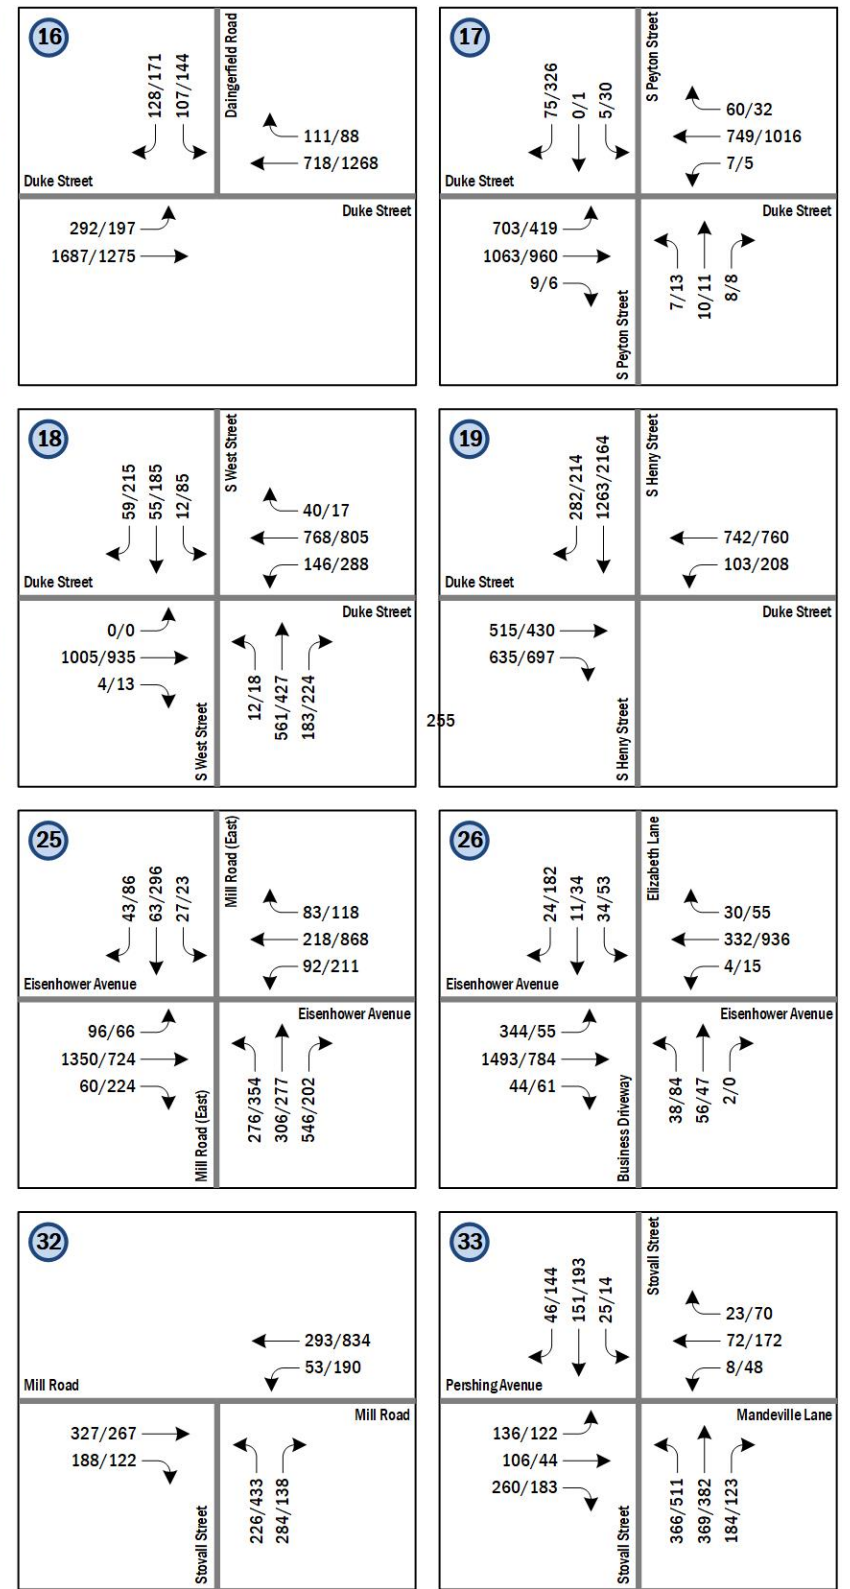 16
Daingerfield Road
128/171
107/144
111/88
718/1268
Duke Street
Duke Street
292/197
1687/1275
17
S Peyton Street
75/326
0/1
5/30
60/32
749/1016
7/5
Duke Street
Duke Street
703/419
1063/960
9/6
7/13
10/11
8/8
S Peyton Street
18
S West Street
59/215
55/185
12/85
40/17
768/805
146/288
Duke Street
Duke Street
0/0
1005/935
4/13
12/18
561/427
183/224
S West Street
19
S Henry Street
282/214
1263/2164
742/760
103/208
Duke Street
Duke Street
515/430
635/697
S Henry Street
255
25
Mill Road (East)
43/86
63/296
27/23
83/118
218/868
92/211
Eisenhower Avenue
Eisenhower Avenue
96/66
1350/724
60/224
276/354
306/277
546/202
Mill Road (East)
26
Elizabeth Lane
24/182
11/34
34/53
30/55
332/936
4/15
Eisenhower Avenue
Eisenhower Avenue
344/55
1493/784
44/61
38/84
56/47
2/0
Business Driveway
32
293/834
53/190
Mill Road
Mill Road
327/267
188/122
226/433
284/138
Stovall Street
33
Stovall Street
46/144
151/193
25/14
23/70
72/172
8/48
Pershing Avenue
Mandeville Lane
136/122
106/44
260/183
366/511
369/382
184/123
Stovall Street